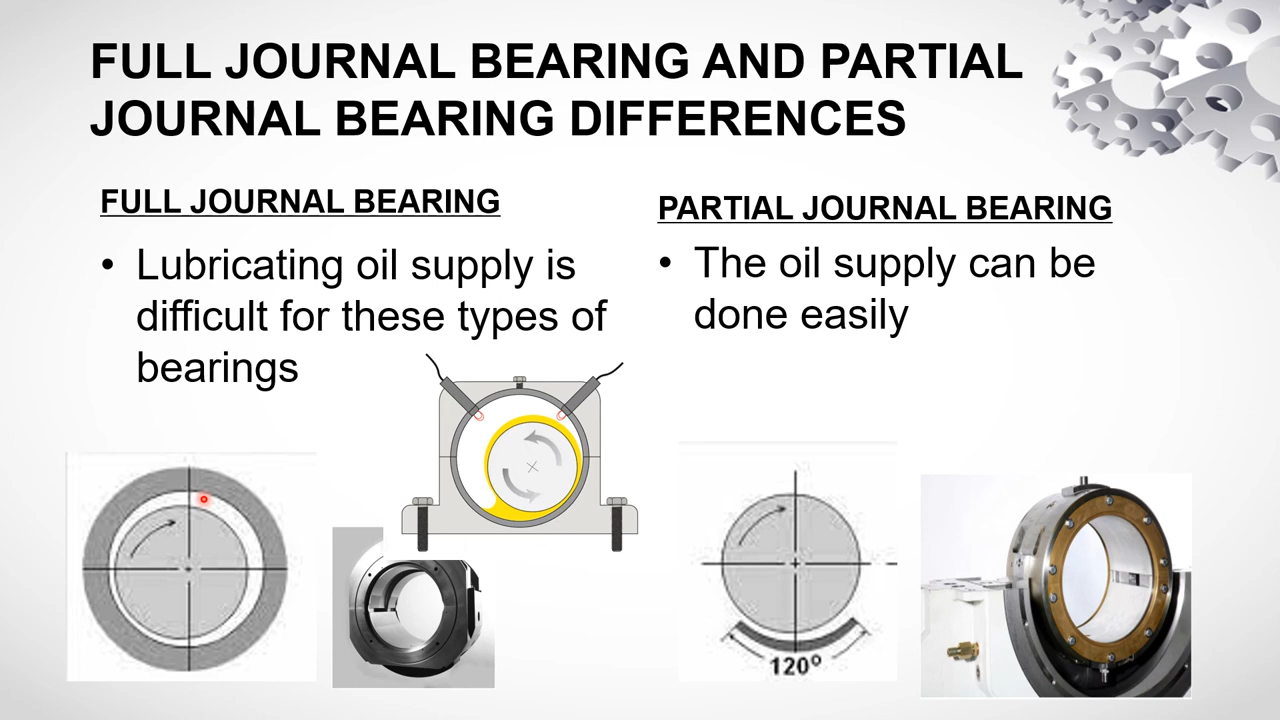 FULL JOURNAL BEARING AND PARTIAL
JOURNAL BEARING DIFFERENCES
FULL JOURNAL BEARING
• Lubricating oil supply is
difficult for these types of
bearings
PARTIAL JOURNAL BEARING
• The oil supply can be
done easily
120º